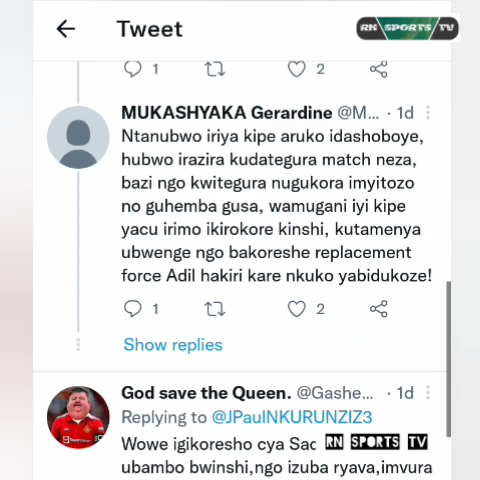 Tweet
RN SPORTS TV
1 2
MUKASHYAKA Gerardine @M... · 1d
Ntanubwo iriya kipe aruko idashoboye,
hubwo irazira kudategura match neza,
bazi ngo kwitegura nugukora imyitozo
no guhemba gusa, wamugani iyi kipe
yacu irimo ikirokore kinshi, kutamenya
ubwenge ngo bakoreshe replacement
force Adil hakiri kare nkuko yabidukoze!
1 2
Show replies
God save the Queen. @Gashe... · 1d
Replying to @JPaulNKURUNZIZ3
Wowe igikoresho cya Sac RN SPORTS TV
ubambo bwinshi,ngo izuba ryava,imvura